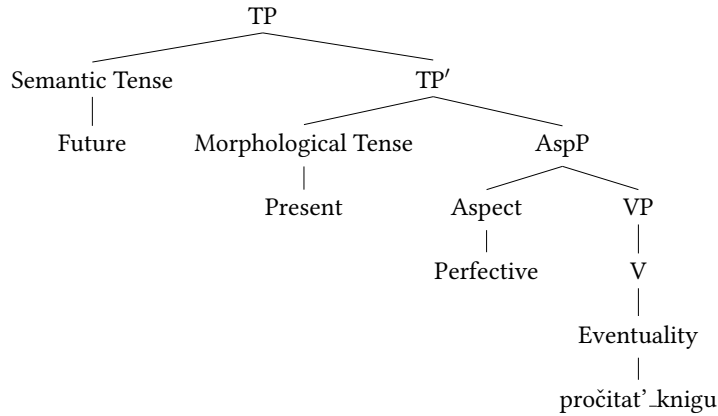 TP
Semantic Tense TP′
Future Morphological Tense AspP
Present Aspect VP
Perfective V
Eventuality
pročitat’_knigu